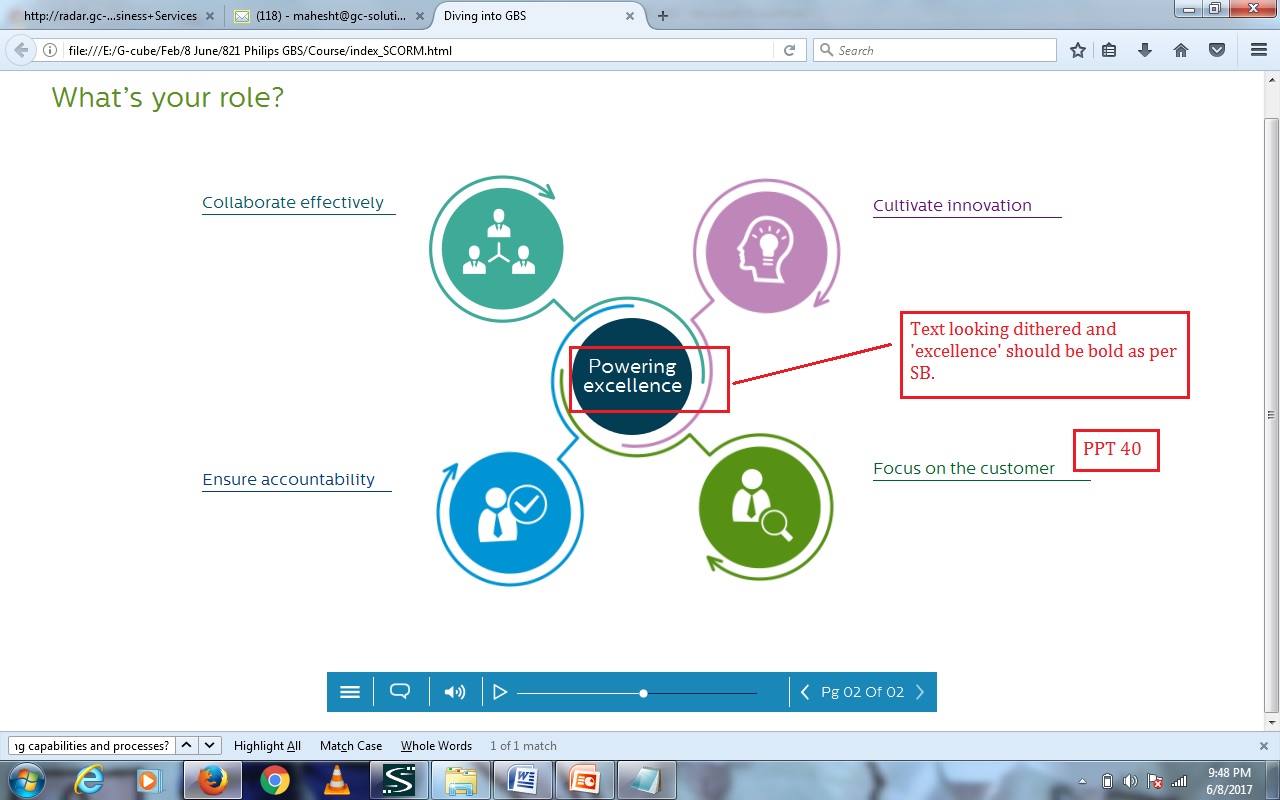 http://radar.gc-...siness+Services
(118) - mahesht@gc-soluti...
Diving into GBS
file:///E:/G-cube/Feb/8 June/821 Philips GBS/Course/index_SCORM.html
Search
What's your role?
Collaborate effectively
Cultivate innovation
Text looking dithered and
'excellence' should be bold as per
SB.
Powering
excellence
PPT 40
Ensure accountability
Focus on the customer
Pg 02 Of 02
ng capabilities and processes?
Highlight All
Match Case
Whole Words
1 of 1 match
9:48 PM
6/8/2017